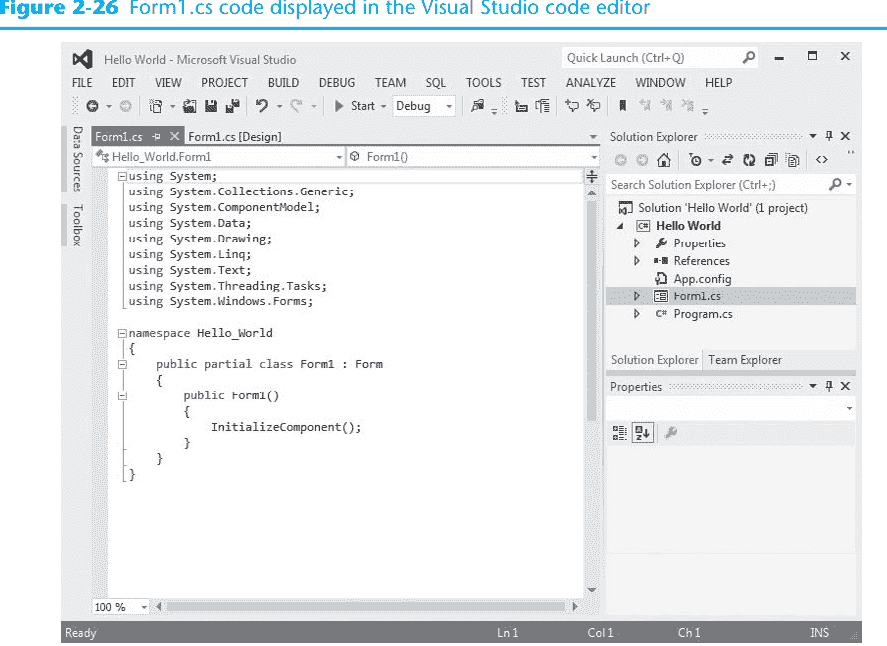 Figure 2-26 Form1.cs code displayed in the Visual Studio code editor
Hello World - Microsoft Visual Studio
Quick Launch (Ctrl+Q)
FILE EDIT VIEW PROJECT BUILD DEBUG TEAM SQL TOOLS TEST ANALYZE WINDOW HELP
Start Debug
Data Sources
Toolbox
Form1.cs Form1.cs [Design]
Hello_World.Form1 Form1()
using System;
using System.Collections.Generic;
using System.ComponentModel;
using System.Data;
using System.Drawing;
using System.Linq;
using System.Text;
using System.Threading.Tasks;
using System.Windows.Forms;
namespace Hello_World
{
public partial class Form1 : Form
{
public Form1()
{
InitializeComponent();
}
}
}
100 %
Solution Explorer
Search Solution Explorer (Ctrl+;)
Solution 'Hello World' (1 project)
C# Hello World
Properties
References
App.config
Form1.cs
C# Program.cs
Solution Explorer Team Explorer
Properties
Ready Ln 1 Col 1 Ch 1 INS